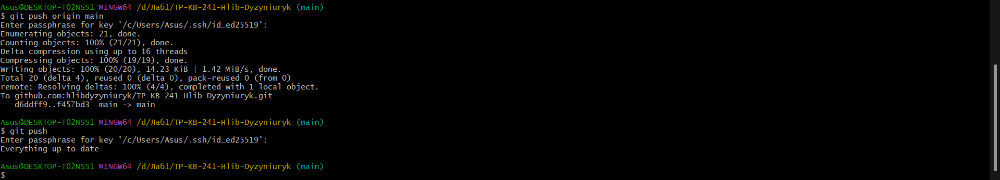 Asus@DESKTOP-T02NSS1 MINGW64 /d/Лаб1/TP-KB-241-Hlib-Dyzyniuryk (main)
$ git push origin main
Enter passphrase for key '/c/Users/Asus/.ssh/id_ed25519':
Enumerating objects: 21, done.
Counting objects: 100% (21/21), done.
Delta compression using up to 16 threads
Compressing objects: 100% (19/19), done.
Writing objects: 100% (20/20), 14.23 KiB | 1.42 MiB/s, done.
Total 20 (delta 4), reused 0 (delta 0), pack-reused 0 (from 0)
remote: Resolving deltas: 100% (4/4), completed with 1 local object.
To github.com:hlibdyzyniuryk/TP-KB-241-Hlib-Dyzyniuryk.git
   d6ddff9..f457bd3  main -> main
Asus@DESKTOP-T02NSS1 MINGW64 /d/Лаб1/TP-KB-241-Hlib-Dyzyniuryk (main)
$ git push
Enter passphrase for key '/c/Users/Asus/.ssh/id_ed25519':
Everything up-to-date
Asus@DESKTOP-T02NSS1 MINGW64 /d/Лаб1/TP-KB-241-Hlib-Dyzyniuryk (main)
$